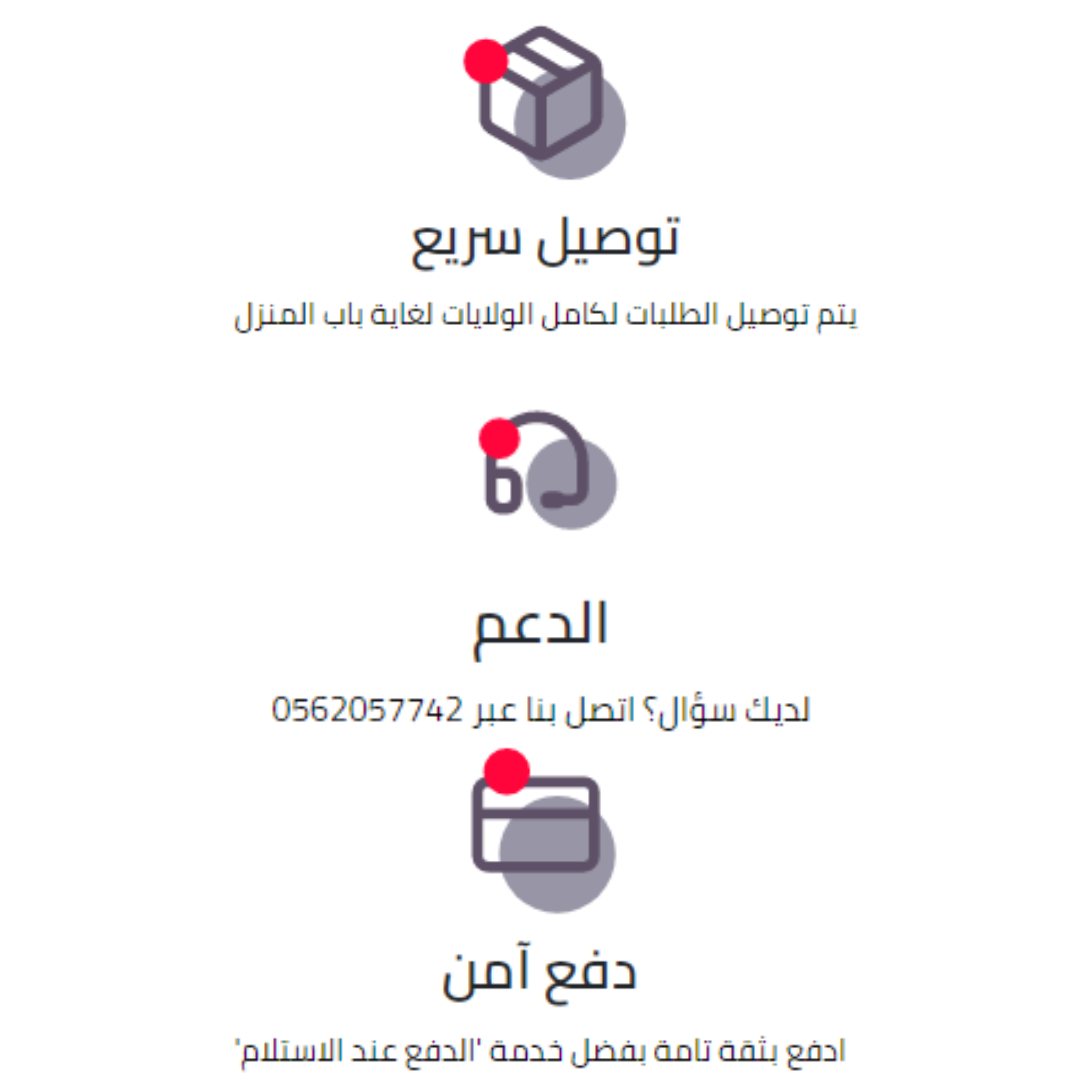 توصيل سريع
يتم توصيل الطلبات لكامل الولايات لغاية باب المنزل
الدعم
لديك سؤال؟ اتصل بنا عبر 0562057742
دفع آمن
ادفع بثقة تامة بفضل خدمة 'الدفع عند الاستلام'